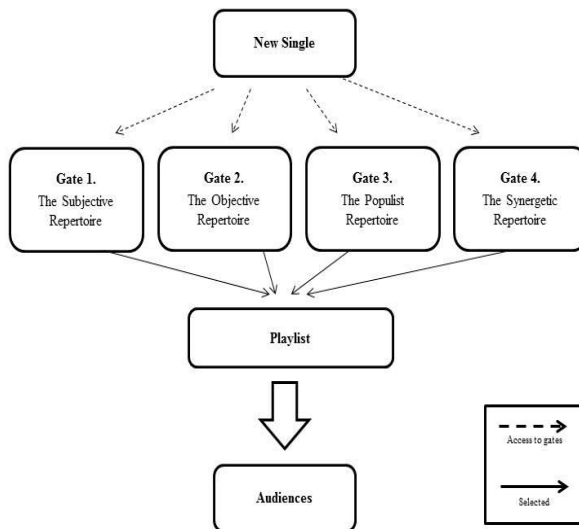 New Single
Gate 1.
The Subjective
Repertoire
Gate 2.
The Objective
Repertoire
Gate 3.
The Populist
Repertoire
Gate 4.
The Synergetic
Repertoire
Playlist
Audiences
Access to gates
Selected